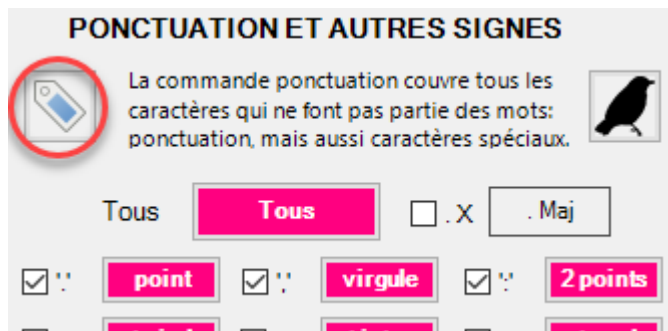 PONCTUATION ET AUTRES SIGNES
La commande ponctuation couvre tous les
caractères qui ne font pas partie des mots:
ponctuation, mais aussi caractères spéciaux.
Tous Tous . X . Maj
'.' point ',' virgule ':' 2 points